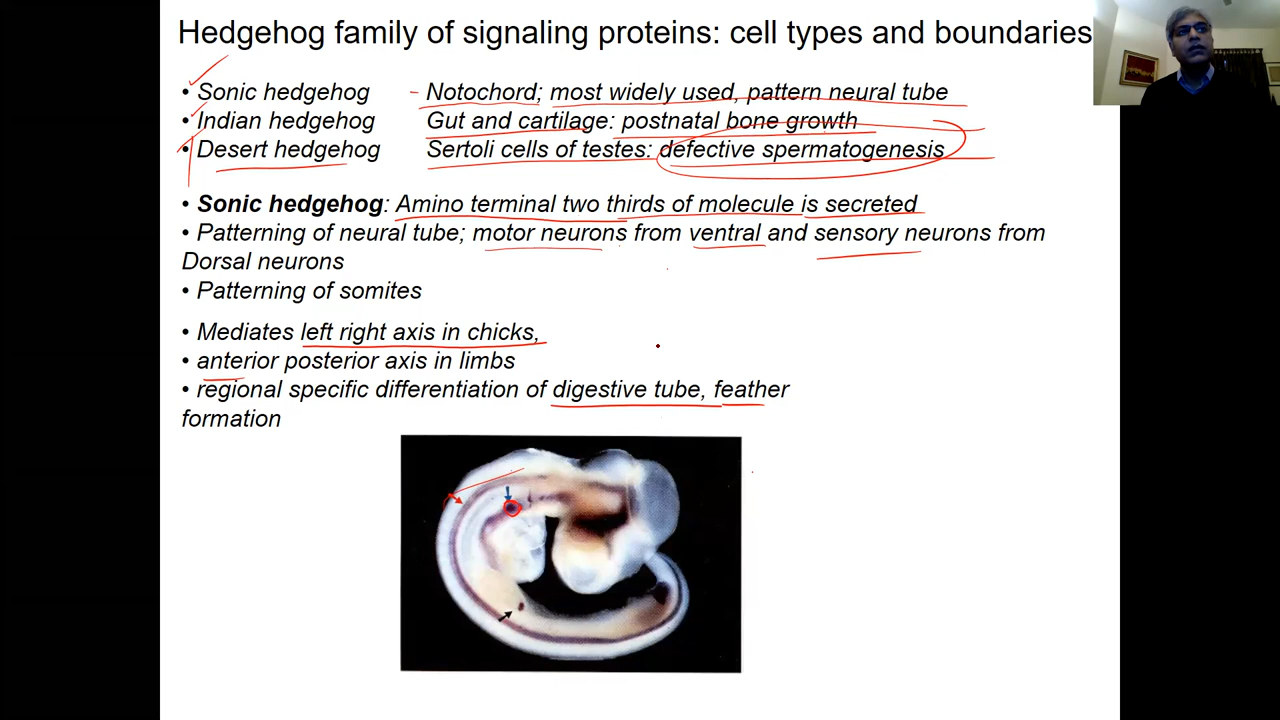 Hedgehog family of signaling proteins: cell types and boundaries
• Sonic hedgehog Notochord; most widely used, pattern neural tube
• Indian hedgehog Gut and cartilage: postnatal bone growth
• Desert hedgehog Sertoli cells of testes: defective spermatogenesis
• Sonic hedgehog: Amino terminal two thirds of molecule is secreted
• Patterning of neural tube; motor neurons from ventral and sensory neurons from
Dorsal neurons
• Patterning of somites
• Mediates left right axis in chicks,
• anterior posterior axis in limbs
• regional specific differentiation of digestive tube, feather
formation